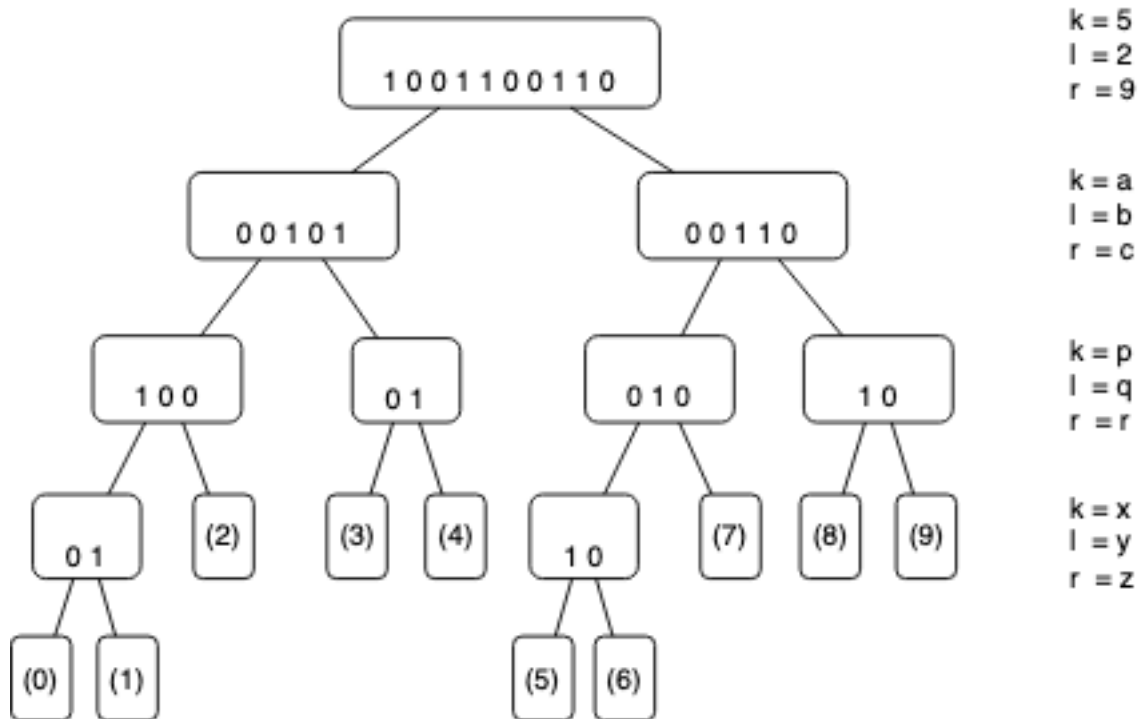 1 0 0 1 1 0 0 1 1 0
k = 5
l = 2
r = 9
0 0 1 0 1
0 0 1 1 0
k = a
l = b
r = c
1 0 0
0 1
0 1 0
1 0
k = p
l = q
r = r
0 1
(2)
(3)
(4)
1 0
(7)
(8)
(9)
k = x
l = y
r = z
(0)
(1)
(5)
(6)